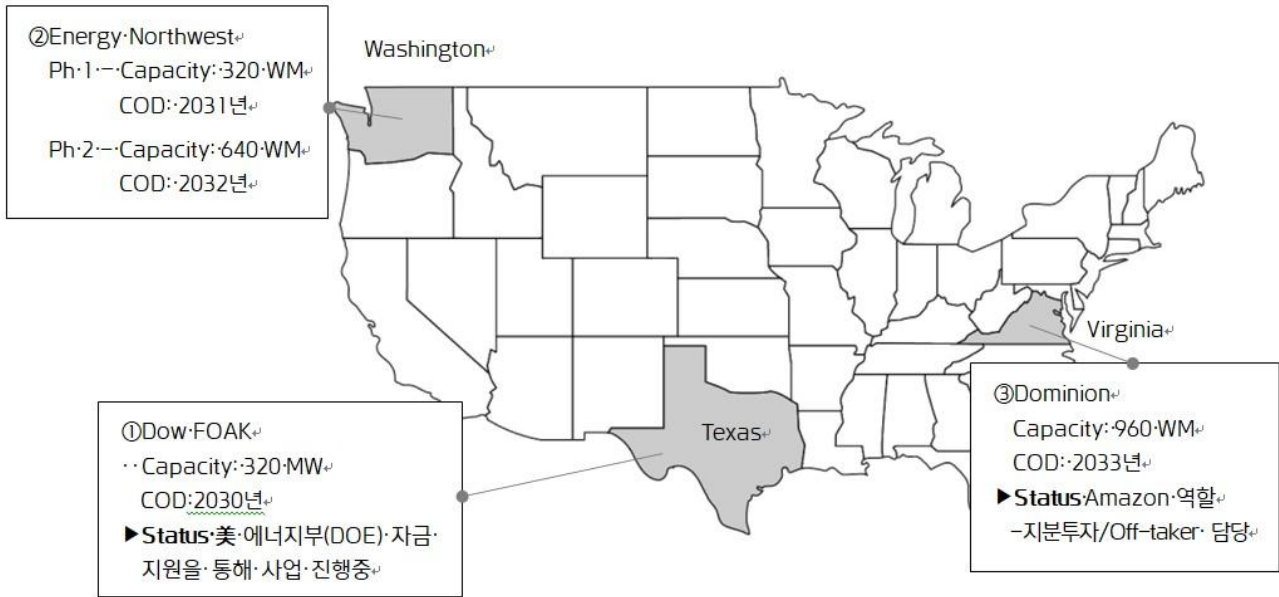 ②Energy·Northwest↵
Ph·1·–·Capacity:·320·WM↵
COD:·2031년↵
Ph·2·–·Capacity:·640·WM↵
COD:·2032년↵
Washington↵
Virginia↵
Texas↵
①Dow·FOAK↵
··Capacity:·320·MW↵
COD:2030년↵
▶Status·美·에너지부(DOE)·자금·
지원을·통해·사업·진행중↵
③Dominion↵
Capacity:·960·WM↵
COD:·2033년↵
▶Status·Amazon·역할↵
–지분투자/Off-taker·담당↵